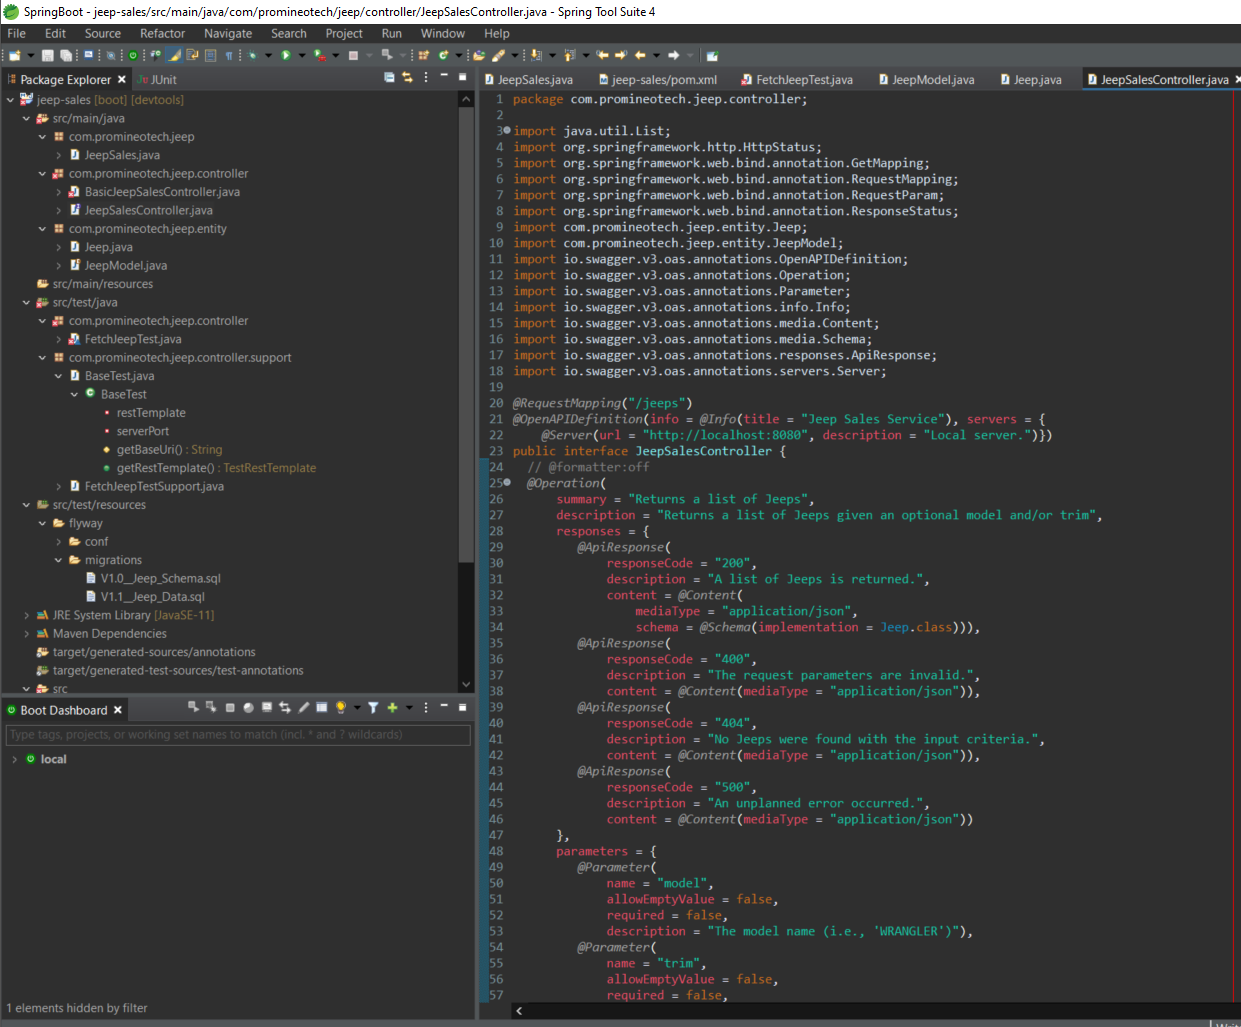 SpringBoot - jeep-sales/src/main/java/com/promineotech/jeep/controller/JeepSalesController.java - Spring Tool Suite 4
File Edit Source Refactor Navigate Search Project Run Window Help
Package Explorer JUnit
jeep-sales [boot] [devtools]
src/main/java
com.promineotech.jeep
JeepSales.java
com.promineotech.jeep.controller
BasicJeepSalesController.java
JeepSalesController.java
com.promineotech.jeep.entity
Jeep.java
JeepModel.java
src/main/resources
src/test/java
com.promineotech.jeep.controller
FetchJeepTest.java
com.promineotech.jeep.controller.support
BaseTest.java
BaseTest
restTemplate
serverPort
getBaseUri() : String
getRestTemplate() : TestRestTemplate
FetchJeepTestSupport.java
src/test/resources
flyway
conf
migrations
V1.0__Jeep_Schema.sql
V1.1__Jeep_Data.sql
JRE System Library [JavaSE-11]
Maven Dependencies
target/generated-sources/annotations
target/generated-test-sources/test-annotations
src
Boot Dashboard
Type tags, projects, or working set names to match (incl. * and ? wildcards)
local
1 elements hidden by filter
JeepSales.java jeep-sales/pom.xml FetchJeepTest.java JeepModel.java Jeep.java JeepSalesController.java
1 package com.promineotech.jeep.controller;
2
3 import java.util.List;
4 import org.springframework.http.HttpStatus;
5 import org.springframework.web.bind.annotation.GetMapping;
6 import org.springframework.web.bind.annotation.RequestMapping;
7 import org.springframework.web.bind.annotation.RequestParam;
8 import org.springframework.web.bind.annotation.ResponseStatus;
9 import com.promineotech.jeep.entity.Jeep;
10 import com.promineotech.jeep.entity.JeepModel;
11 import io.swagger.v3.oas.annotations.OpenAPIDefinition;
12 import io.swagger.v3.oas.annotations.Operation;
13 import io.swagger.v3.oas.annotations.Parameter;
14 import io.swagger.v3.oas.annotations.info.Info;
15 import io.swagger.v3.oas.annotations.media.Content;
16 import io.swagger.v3.oas.annotations.media.Schema;
17 import io.swagger.v3.oas.annotations.responses.ApiResponse;
18 import io.swagger.v3.oas.annotations.servers.Server;
19
20 @RequestMapping("/jeeps")
21 @OpenAPIDefinition(info = @Info(title = "Jeep Sales Service"), servers = {
22 @Server(url = "http://localhost:8080", description = "Local server.")})
23 public interface JeepSalesController {
24 // @formatter:off
25 @Operation(
26 summary = "Returns a list of Jeeps",
27 description = "Returns a list of Jeeps given an optional model and/or trim",
28 responses = {
29 @ApiResponse(
30 responseCode = "200",
31 description = "A list of Jeeps is returned.",
32 content = @Content(
33 mediaType = "application/json",
34 schema = @Schema(implementation = Jeep.class))),
35 @ApiResponse(
36 responseCode = "400",
37 description = "The request parameters are invalid.",
38 content = @Content(mediaType = "application/json")),
39 @ApiResponse(
40 responseCode = "404",
41 description = "No Jeeps were found with the input criteria.",
42 content = @Content(mediaType = "application/json")),
43 @ApiResponse(
44 responseCode = "500",
45 description = "An unplanned error occurred.",
46 content = @Content(mediaType = "application/json"))
47 },
48 parameters = {
49 @Parameter(
50 name = "model",
51 allowEmptyValue = false,
52 required = false,
53 description = "The model name (i.e., 'WRANGLER')"),
54 @Parameter(
55 name = "trim",
56 allowEmptyValue = false,
57 required = false,